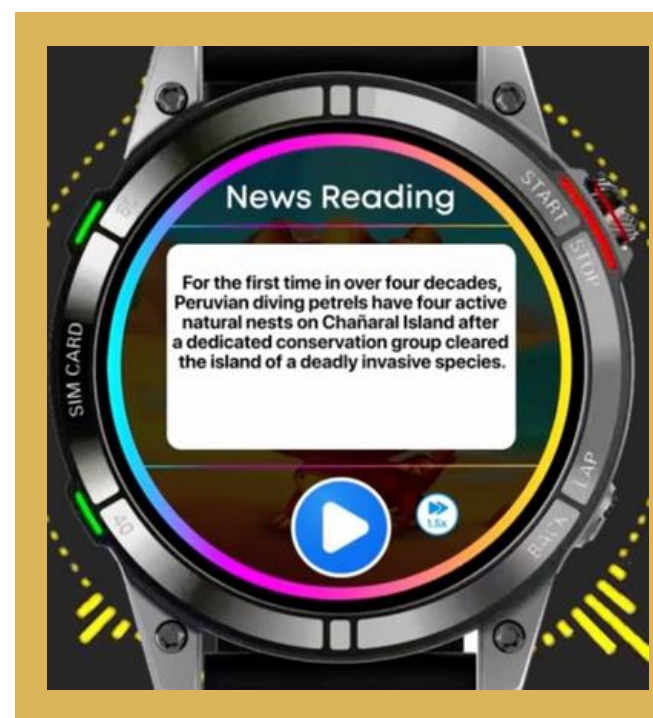 News Reading
For the first time in over four decades,
Peruvian diving petrels have four active
natural nests on Chañaral Island after
a dedicated conservation group cleared
the island of a deadly invasive species.
1.5x
START
STOP
SIM CARD
LAP
BACK